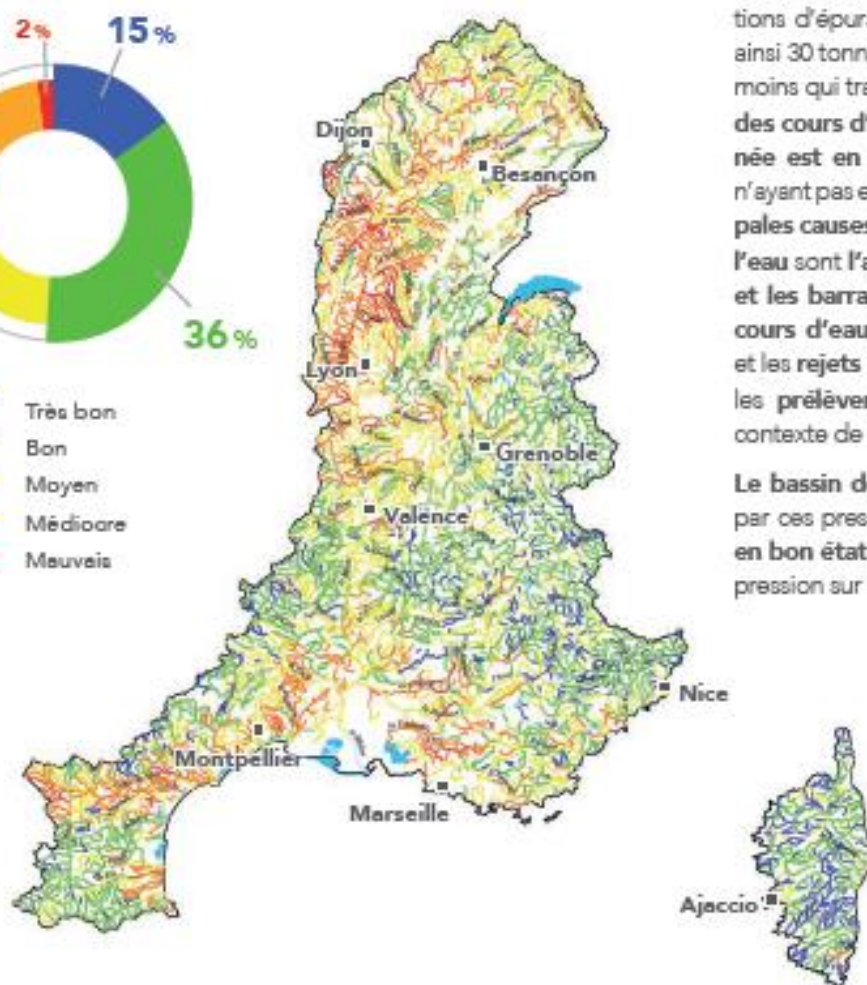 2%
15%
36%
Très bon
Bon
Moyen
Médiocre
Mauvais
Dijon
Besançon
Lyon
Grenoble
Valence
Nice
Montpellier
Marseille
Ajaccio
tions d'épur
ainsi 30 tonn
moins qui tra
des cours d'
née est en
n'ayant pas e
pales causes
l'eau sont l'a
et les barra
cours d'eau
et les rejets
les prélèver
contexte de
Le bassin de
par ces pres
en bon état
pression sur